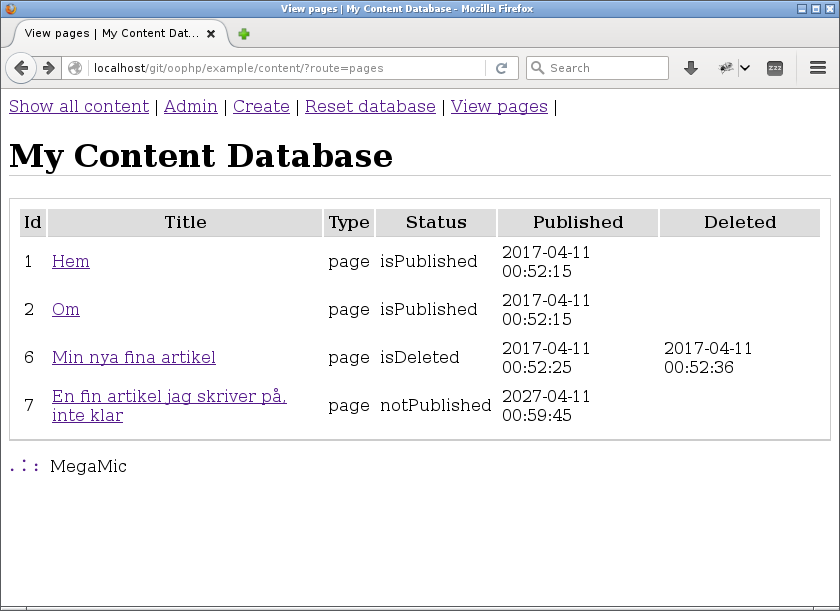 View pages | My Content Database - Mozilla Firefox
View pages | My Content Dat...
localhost/git/oophp/example/content/?route=pages
Search
zzz
Show all content | Admin | Create | Reset database | View pages |
My Content Database
Id Title Type Status Published Deleted
1 Hem page isPublished 2017-04-11 00:52:15
2 Om page isPublished 2017-04-11 00:52:15
6 Min nya fina artikel page isDeleted 2017-04-11 00:52:25 2017-04-11 00:52:36
7 En fin artikel jag skriver på, inte klar page notPublished 2027-04-11 00:59:45
.:: MegaMic